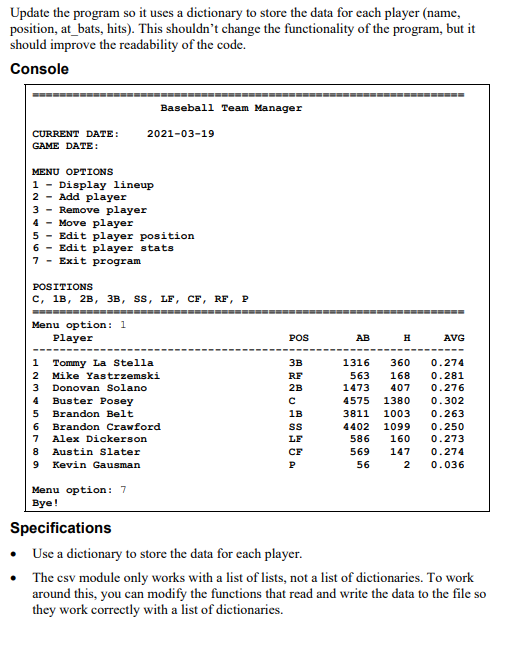 Update the program so it uses a dictionary to store the data for each player (name,
position, at_bats, hits). This shouldn't change the functionality of the program, but it
should improve the readability of the code.
Console
================================================================
Baseball Team Manager
CURRENT DATE: 2021-03-19
GAME DATE:
MENU OPTIONS
1 - Display lineup
2 - Add player
3 - Remove player
4 - Move player
5 - Edit player position
6 - Edit player stats
7 - Exit program
POSITIONS
C, 1B, 2B, 3B, SS, LF, CF, RF, P
================================================================
Menu option: 1
Player POS AB H AVG
----------------------------------------------------------------
1 Tommy La Stella 3B 1316 360 0.274
2 Mike Yastrzemski RF 563 168 0.281
3 Donovan Solano 2B 1473 407 0.276
4 Buster Posey C 4575 1380 0.302
5 Brandon Belt 1B 3811 1003 0.263
6 Brandon Crawford SS 4402 1099 0.250
7 Alex Dickerson LF 586 160 0.273
8 Austin Slater CF 569 147 0.274
9 Kevin Gausman P 56 2 0.036
Menu option: 7
Bye!
Specifications
• Use a dictionary to store the data for each player.
• The csv module only works with a list of lists, not a list of dictionaries. To work
around this, you can modify the functions that read and write the data to the file so
they work correctly with a list of dictionaries.